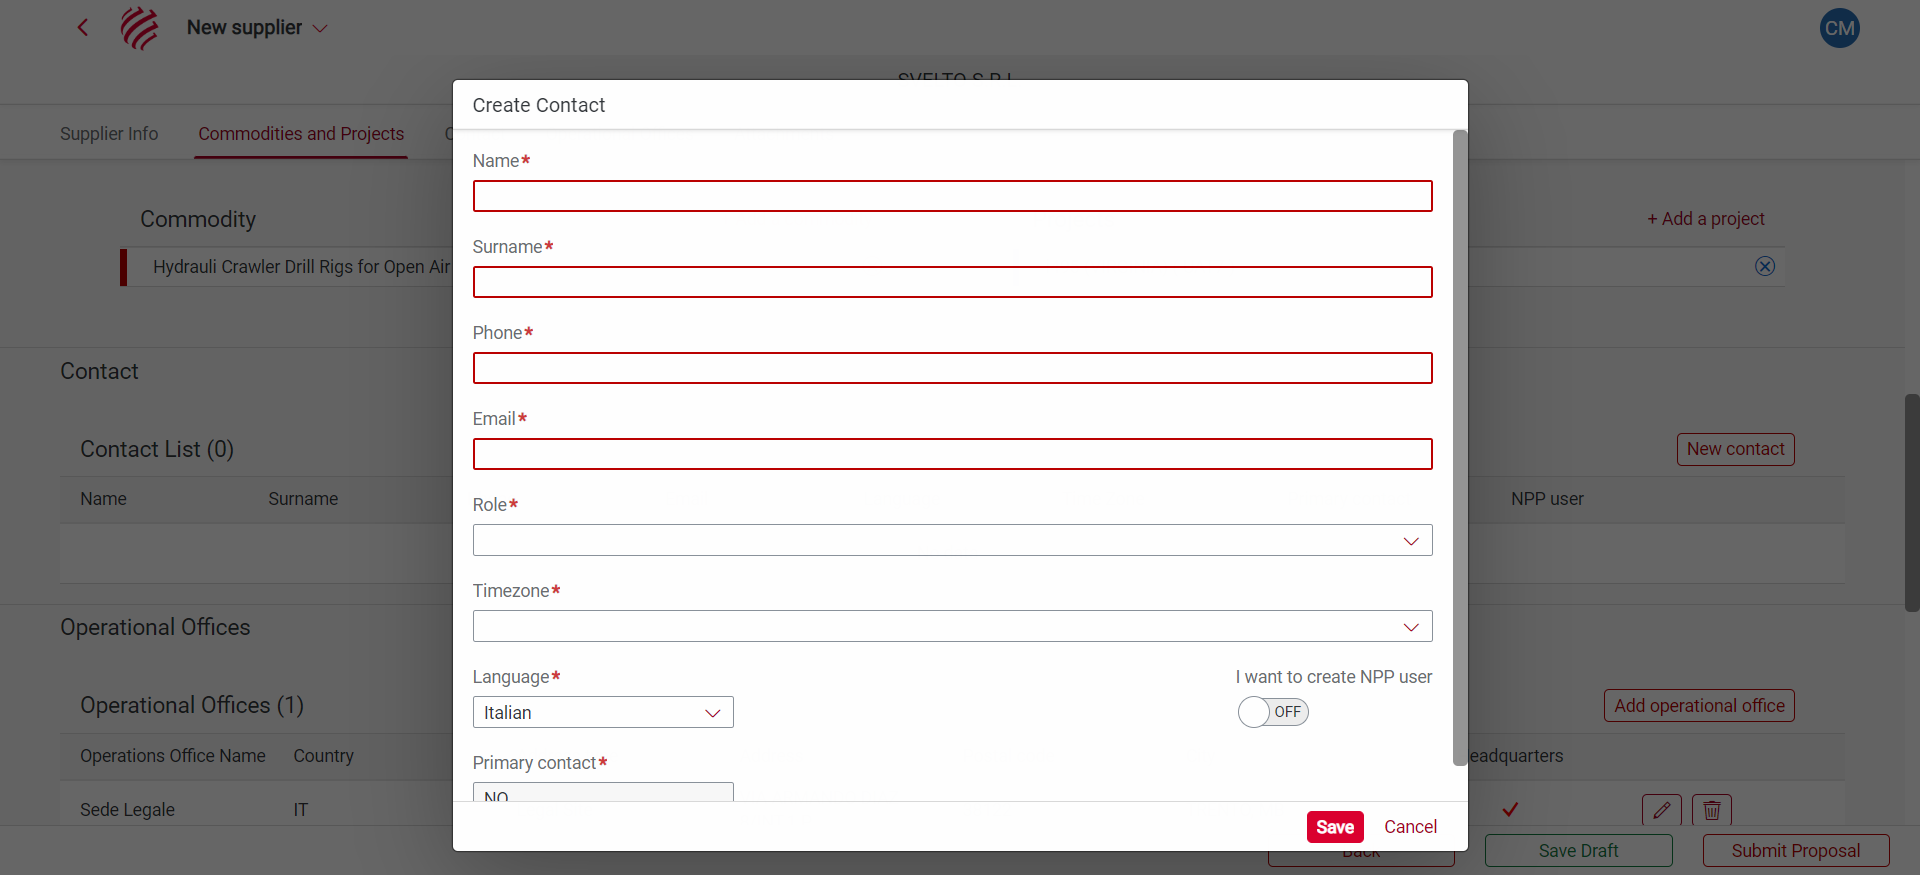 New supplier
CM
Create Contact
Supplier Info
Commodities and Projects
Name*
Commodity
+ Add a project
Surname*
Hydrauli Crawler Drill Rigs for Open Air
Phone*
Contact
Email*
Contact List (0)
New contact
Name
Surname
NPP user
Role*
Timezone*
Operational Offices
Language*
I want to create NPP user
Italian
OFF
Operational Offices (1)
Add operational office
Operations Office Name
Country
eadquarters
Primary contact*
NO
Sede Legale
IT
Save
Cancel
Back
Save Draft
Submit Proposal